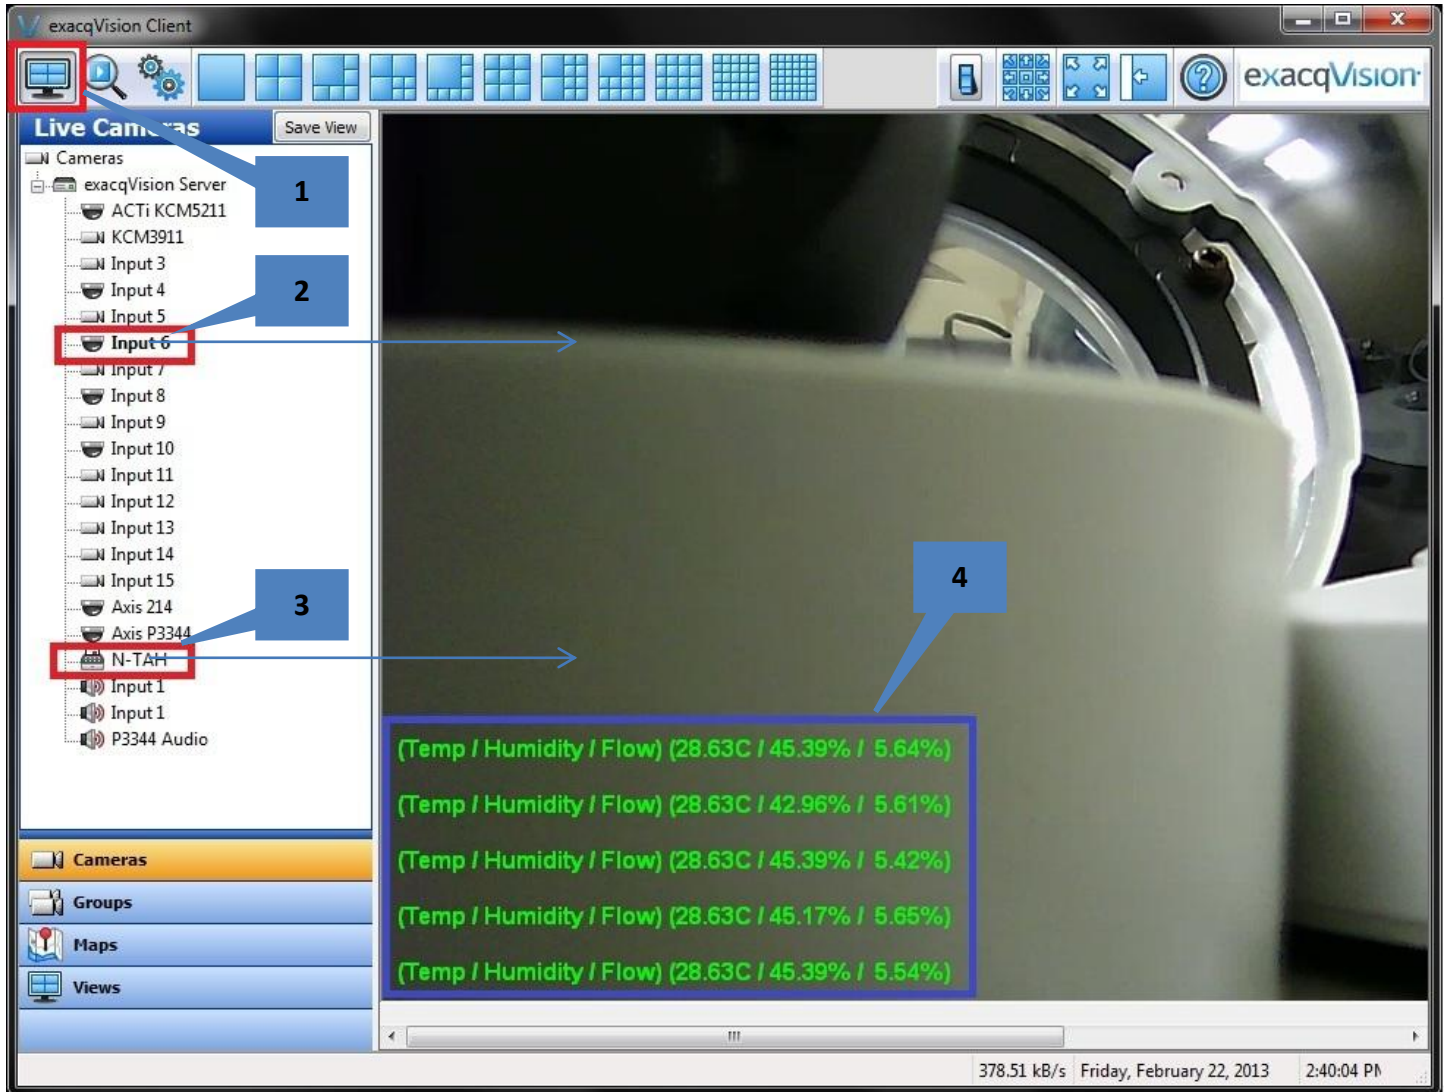 exacqVision Client
exacqVision
Live Cameras
Save View
Cameras
exacqVision Server
ACTi KCM5211
KCM3911
Input 3
Input 4
Input 5
Input 6
Input 7
Input 8
Input 9
Input 10
Input 11
Input 12
Input 13
Input 14
Input 15
Axis 214
Axis P3344
N-TAH
Input 1
Input 1
P3344 Audio
1
2
3
4
(Temp / Humidity / Flow) (28.63C / 45.39% / 5.64%)
(Temp / Humidity / Flow) (28.63C / 42.96% / 5.61%)
(Temp / Humidity / Flow) (28.63C / 45.39% / 5.42%)
(Temp / Humidity / Flow) (28.63C / 45.17% / 5.65%)
(Temp / Humidity / Flow) (28.63C / 45.39% / 5.54%)
Cameras
Groups
Maps
Views
378.51 kB/s Friday, February 22, 2013 2:40:04 PM